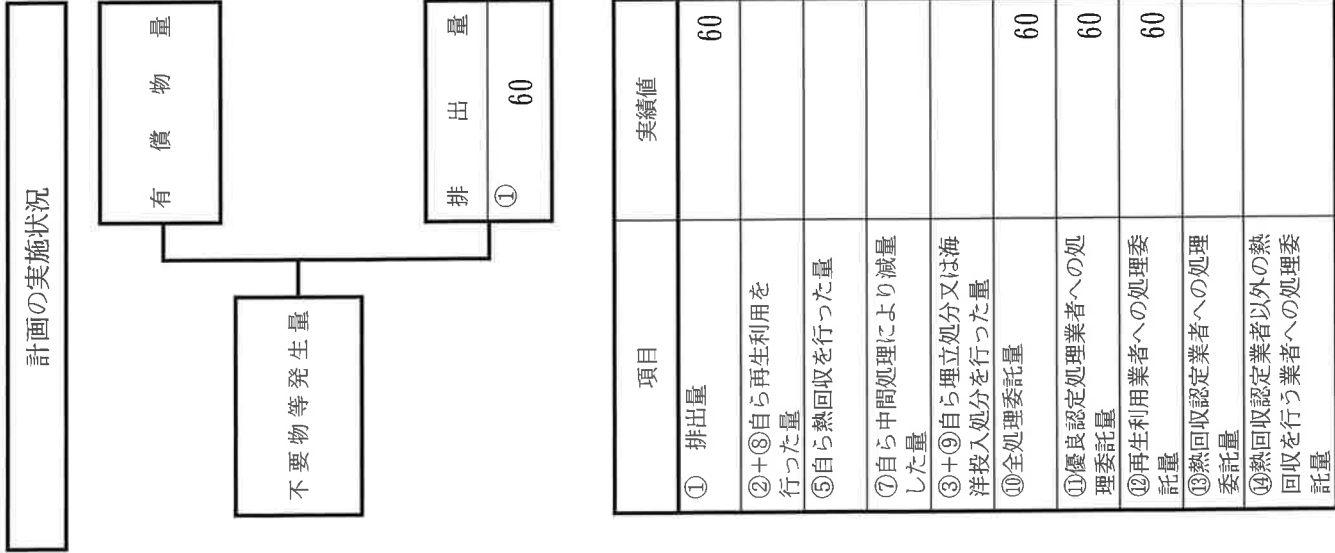 計画の実施状況
有償物量
不要物等発生量
排出量
① 60
項目 実績値
① 排出量 60
②+⑧自ら再生利用を
行った量
⑤自ら熱回収を行った量
⑦自ら中間処理により減量
した量
③+⑨自ら埋立処分又は海
洋投入処分を行った量
⑩全処理委託量 60
⑪優良認定処理業者への処
理委託量 60
⑫再生利用業者への処理委
託量 60
⑬熱回収認定業者への処理
委託量
⑭熱回収認定業者以外の熱
回収を行う業者への処理委
託量